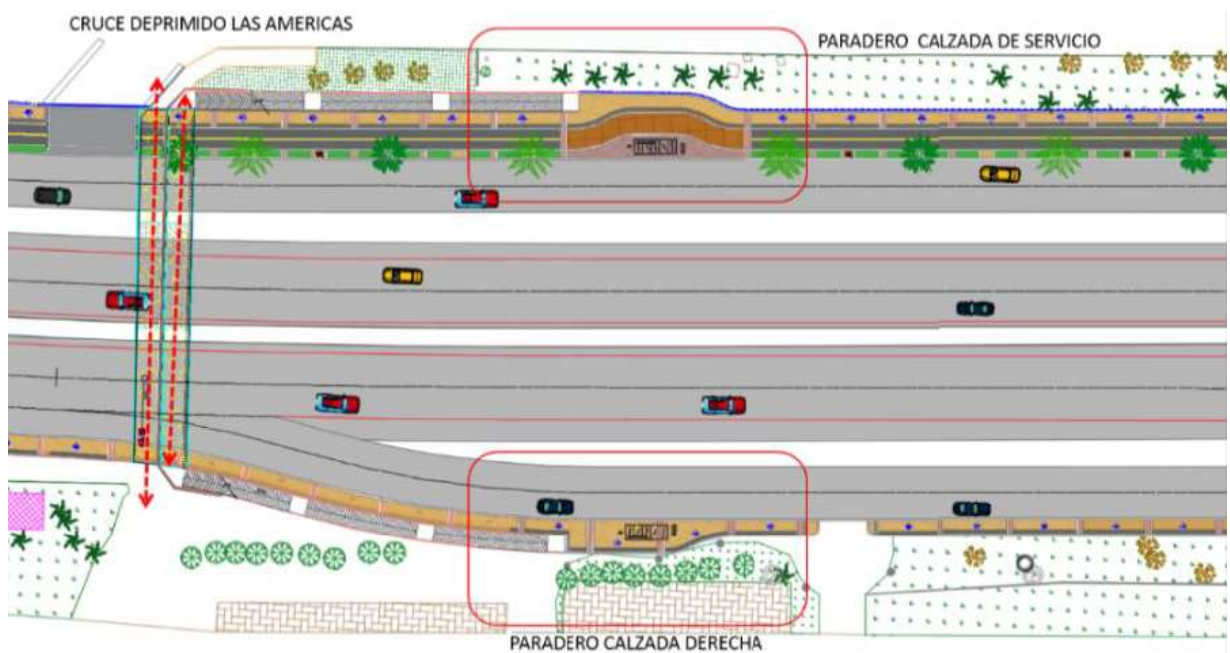 CRUCE DEPRIMIDO LAS AMERICAS
PARADERO CALZADA DE SERVICIO
PARADERO CALZADA DERECHA